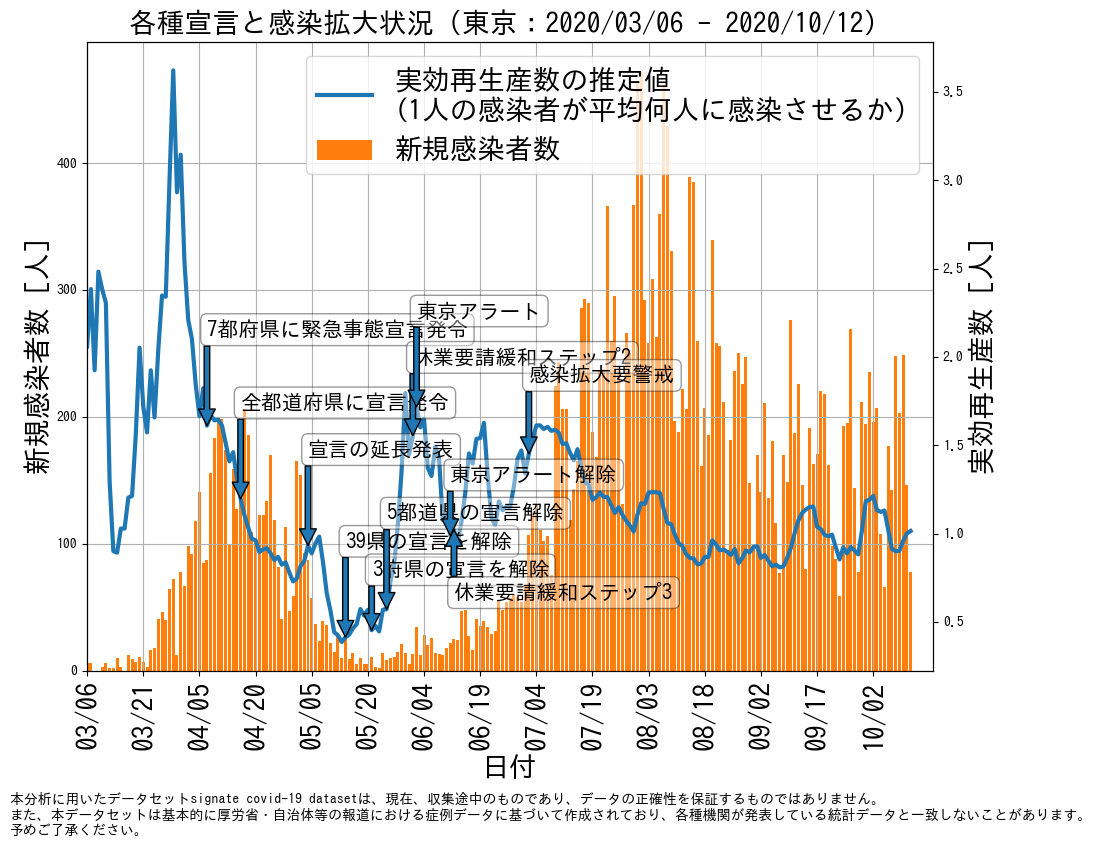 各種宣言と感染拡大状況 (東京：2020/03/06 - 2020/10/12)
実効再生産数の推定値
(1人の感染者が平均何人に感染させるか)
新規感染者数
新規感染者数 [人]
400
300
200
100
0
実効再生産数 [人]
3.5
3.0
2.5
2.0
1.5
1.0
0.5
東京アラート
7都府県に緊急事態宣言発令
休業要請緩和ステップ2
感染拡大要警戒
全都道府県に宣言発令
宣言の延長発表
東京アラート解除
5都道県の宣言解除
39県の宣言を解除
3府県の宣言を解除
休業要請緩和ステップ3
03/06
03/21
04/05
04/20
05/05
05/20
06/04
06/19
07/04
07/19
08/03
08/18
09/02
09/17
10/02
日付
本分析に用いたデータセットsignate covid-19 datasetは、現在、収集途中のものであり、データの正確性を保証するものではありません。
また、本データセットは基本的に厚労省・自治体等の報道における症例データに基づいて作成されており、各種機関が発表している統計データと一致しないことがあります。
予めご了承ください。